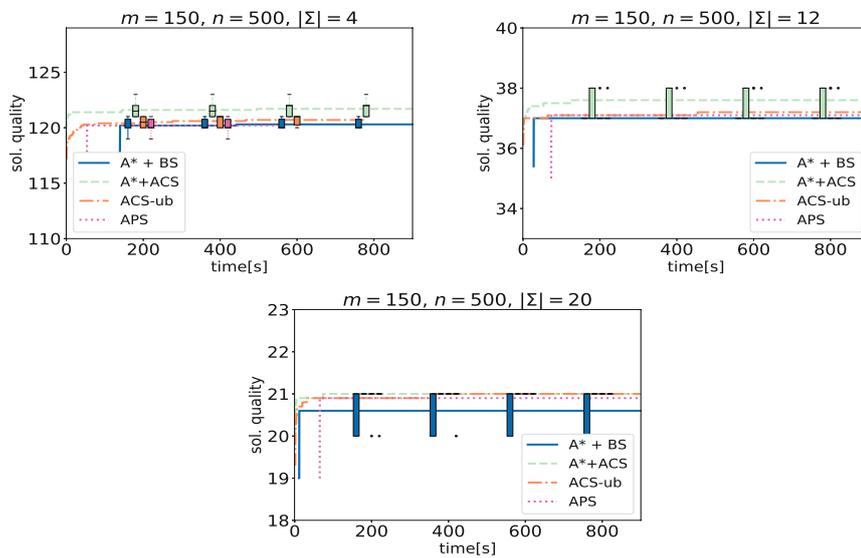 m = 150, n = 500, |Σ| = 4
sol. quality
125
120
115
110
0 200 400 600 800
time[s]
A* + BS
A*+ACS
ACS-ub
APS
m = 150, n = 500, |Σ| = 12
sol. quality
40
38
36
34
0 200 400 600 800
time[s]
A* + BS
A*+ACS
ACS-ub
APS
m = 150, n = 500, |Σ| = 20
sol. quality
23
22
21
20
19
18
0 200 400 600 800
time[s]
A* + BS
A*+ACS
ACS-ub
APS